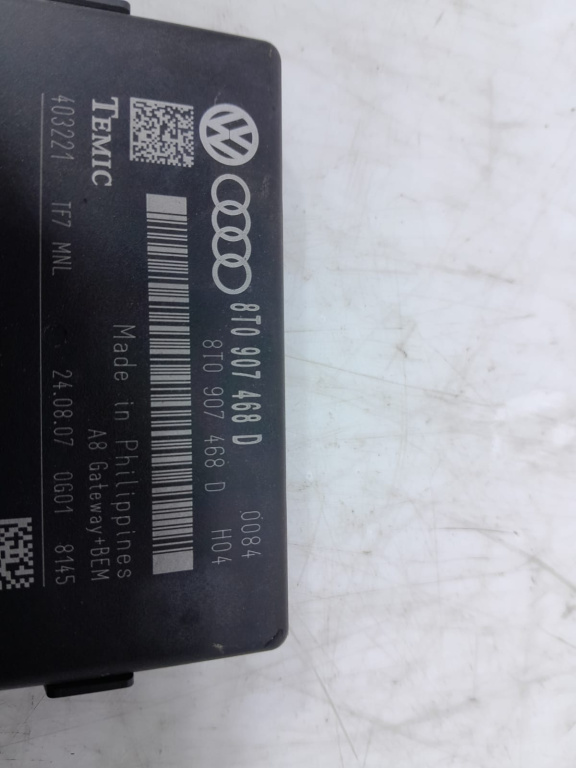 8T0 907 468 D 0084
8T0 907 468 D H04
TEMIC Made in Philippines
A8 Gateway+BEM
403221 TF7 MNL 24.08.07 0G01 8145